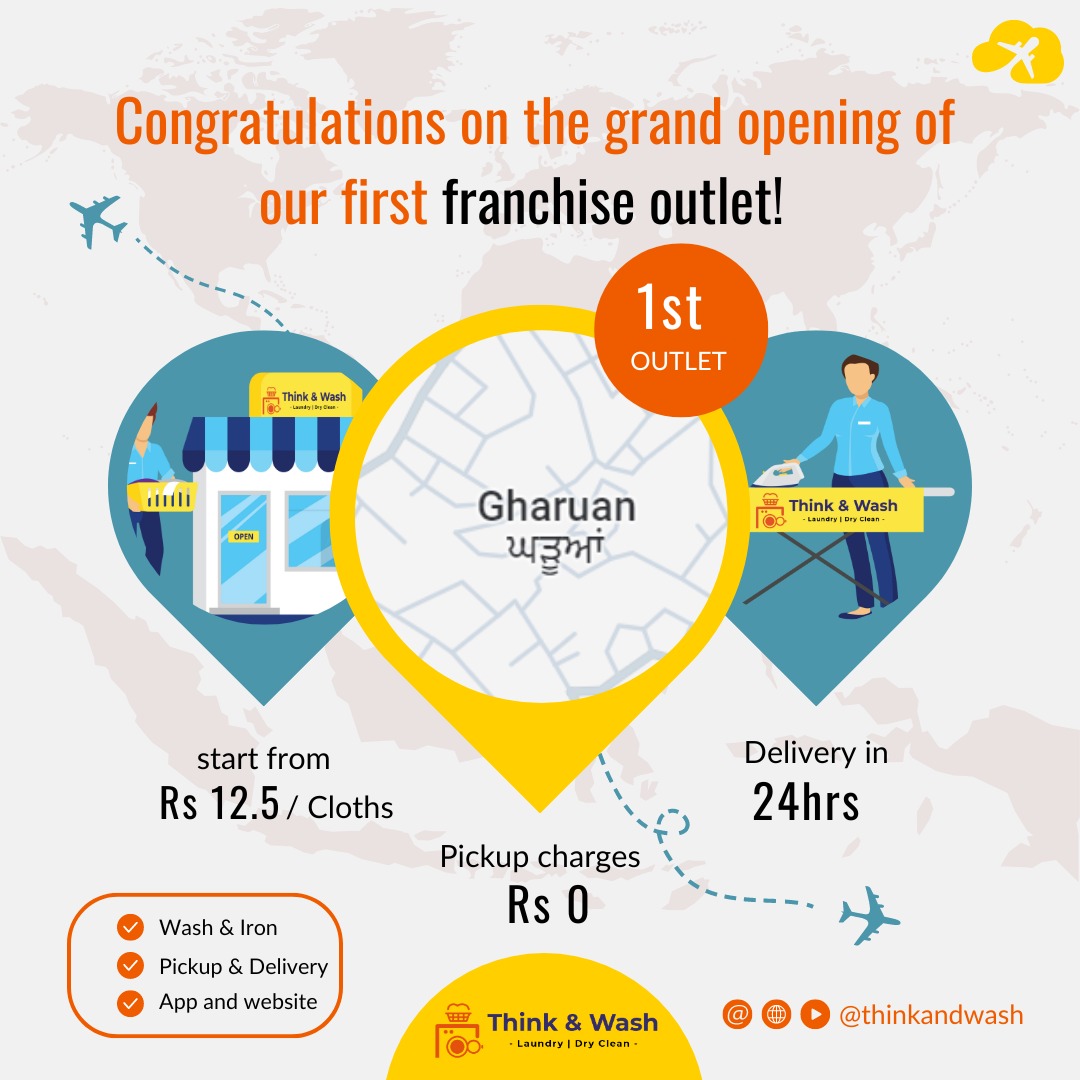 Congratulations on the grand opening of
our first franchise outlet!
1st
OUTLET
Think & Wash
- Laundry | Dry Clean -
OPEN
Gharuan
ਘੜੂਆਂ
Think & Wash
- Laundry | Dry Clean -
start from
Rs 12.5 / Cloths
Delivery in
24hrs
Pickup charges
Rs 0
Wash & Iron
Pickup & Delivery
App and website
Think & Wash
- Laundry | Dry Clean -
@thinkandwash